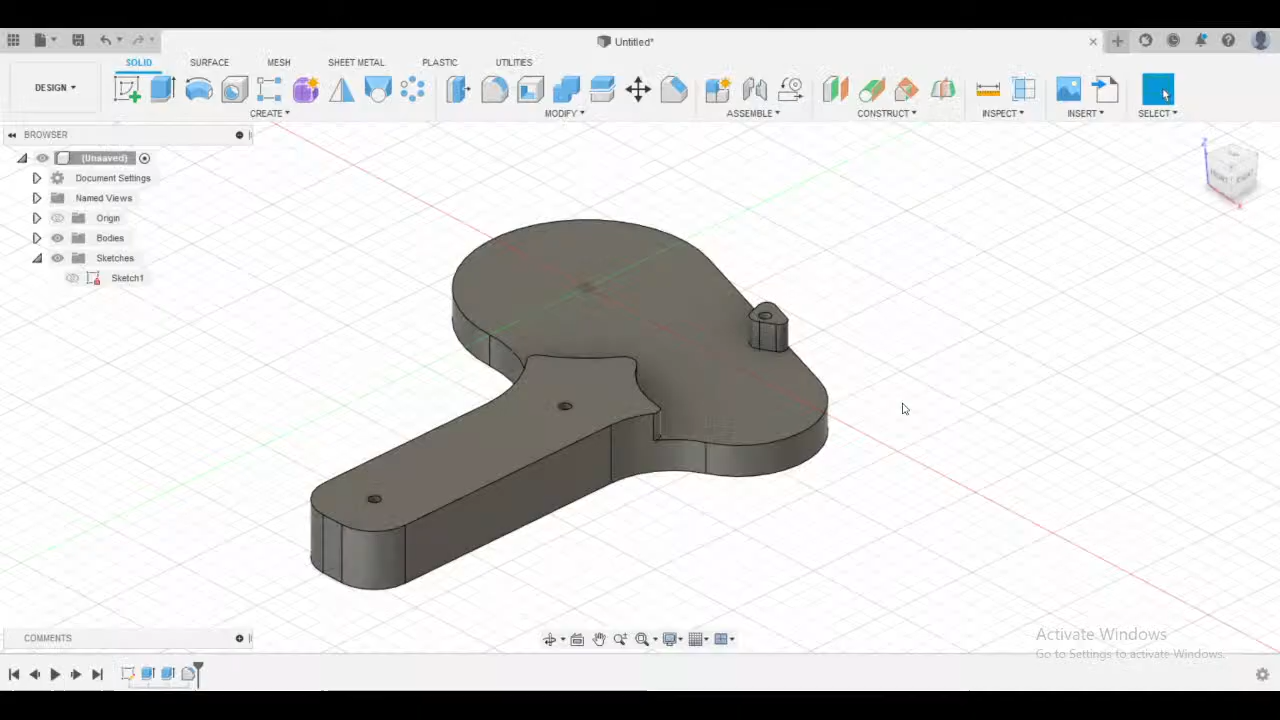 Untitled*
DESIGN
SOLID
SURFACE
MESH
SHEET METAL
PLASTIC
UTILITIES
CREATE
MODIFY
ASSEMBLE
CONSTRUCT
INSPECT
INSERT
SELECT
BROWSER
(Unsaved)
Document Settings
Named Views
Origin
Bodies
Sketches
Sketch1
Z
X
COMMENTS
Activate Windows
Go to Settings to activate Windows.